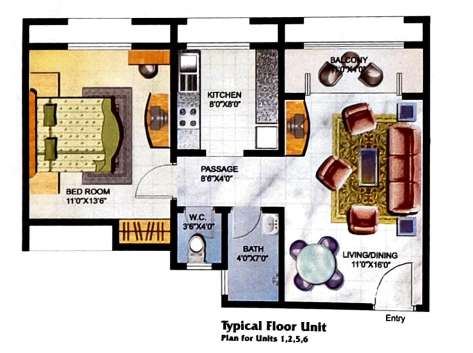 BALCONY
11'0"X4'0"
KITCHEN
8'0"X8'0"
PASSAGE
8'6"X4'0"
BED ROOM
11'0"X13'6"
W.C.
3'6"X4'0"
BATH
4'0"X7'0"
LIVING/DINING
11'0"X16'0"
Entry
Typical Floor Unit
Plan for Units 1,2,5,6